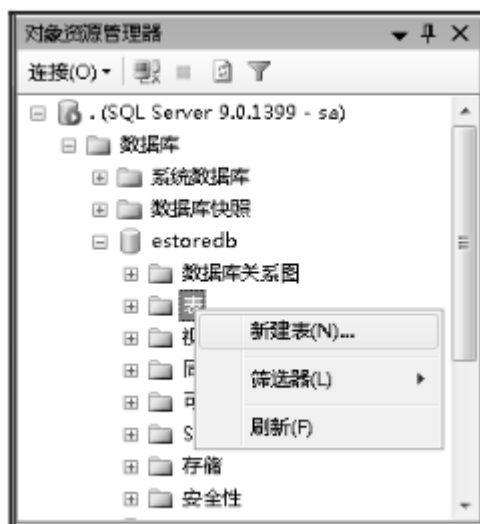 对象资源管理器
连接(O)
. (SQL Server 9.0.1399 - sa)
数据库
系统数据库
数据库快照
estoredb
数据库关系图
表
新建表(N)...
筛选器(L)
刷新(F)
S
存储
安全性